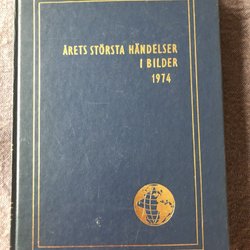 ÅRETS STÖRSTA HÄNDELSER
I BILDER
1974